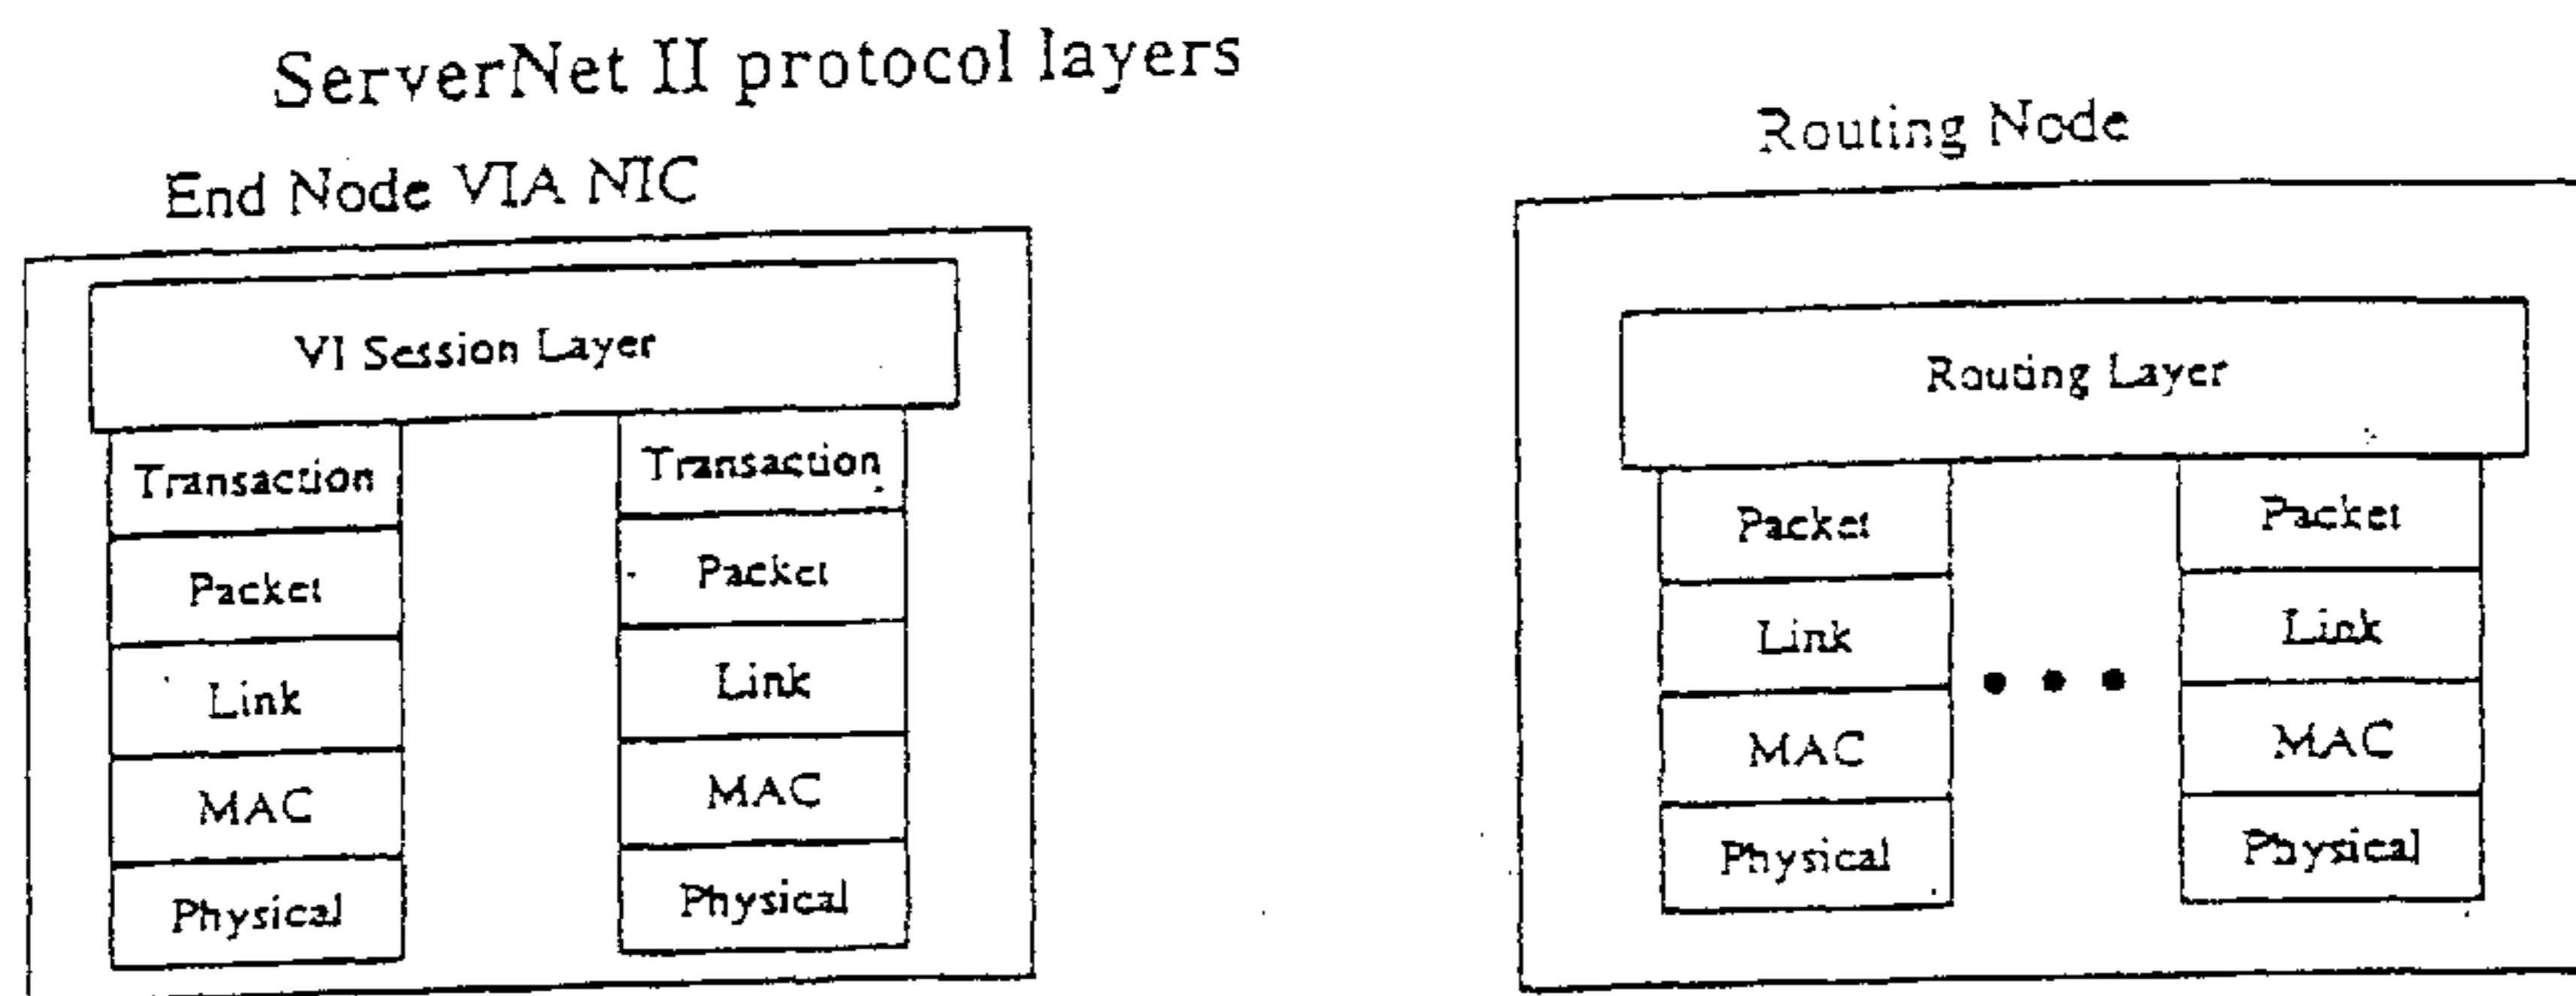 ServerNet II protocol layers
End Node VIA NIC
VI Session Layer
Transaction
Packet
Link
MAC
Physical
Transaction
Packet
Link
MAC
Physical
Routing Node
Routing Layer
Packet
Link
MAC
Physical
Packet
Link
MAC
Physical